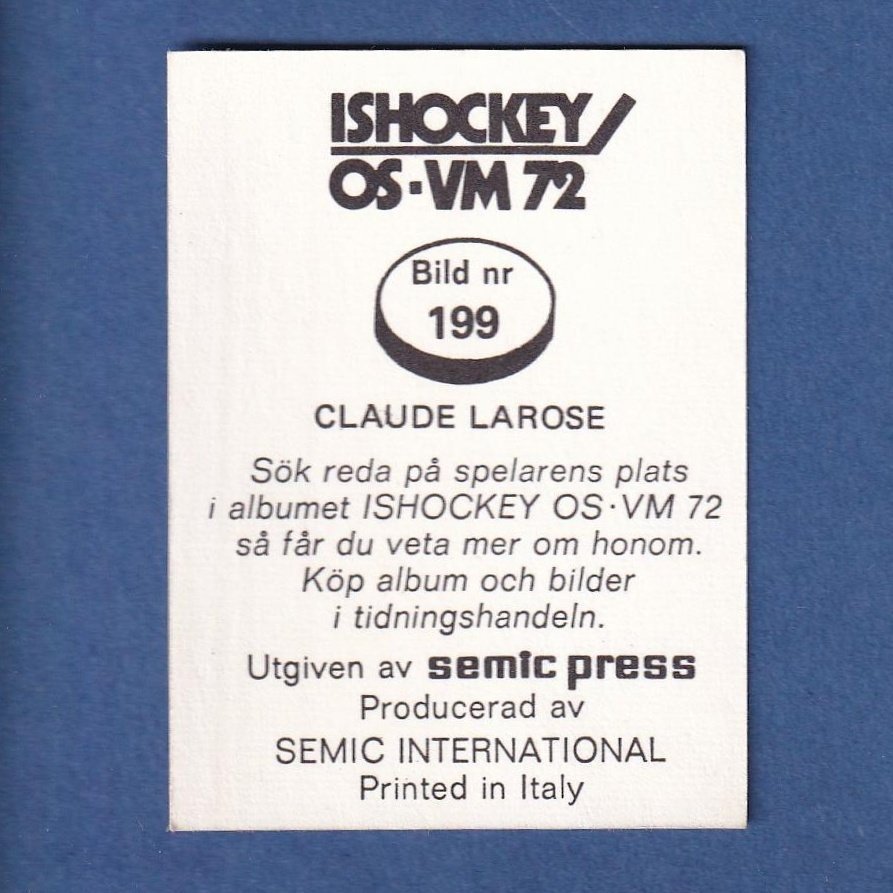 ISHOCKEY
OS·VM 72
Bild nr
199
CLAUDE LAROSE
Sök reda på spelarens plats
i albumet ISHOCKEY OS·VM 72
så får du veta mer om honom.
Köp album och bilder
i tidningshandeln.
Utgiven av semic press
Producerad av
SEMIC INTERNATIONAL
Printed in Italy